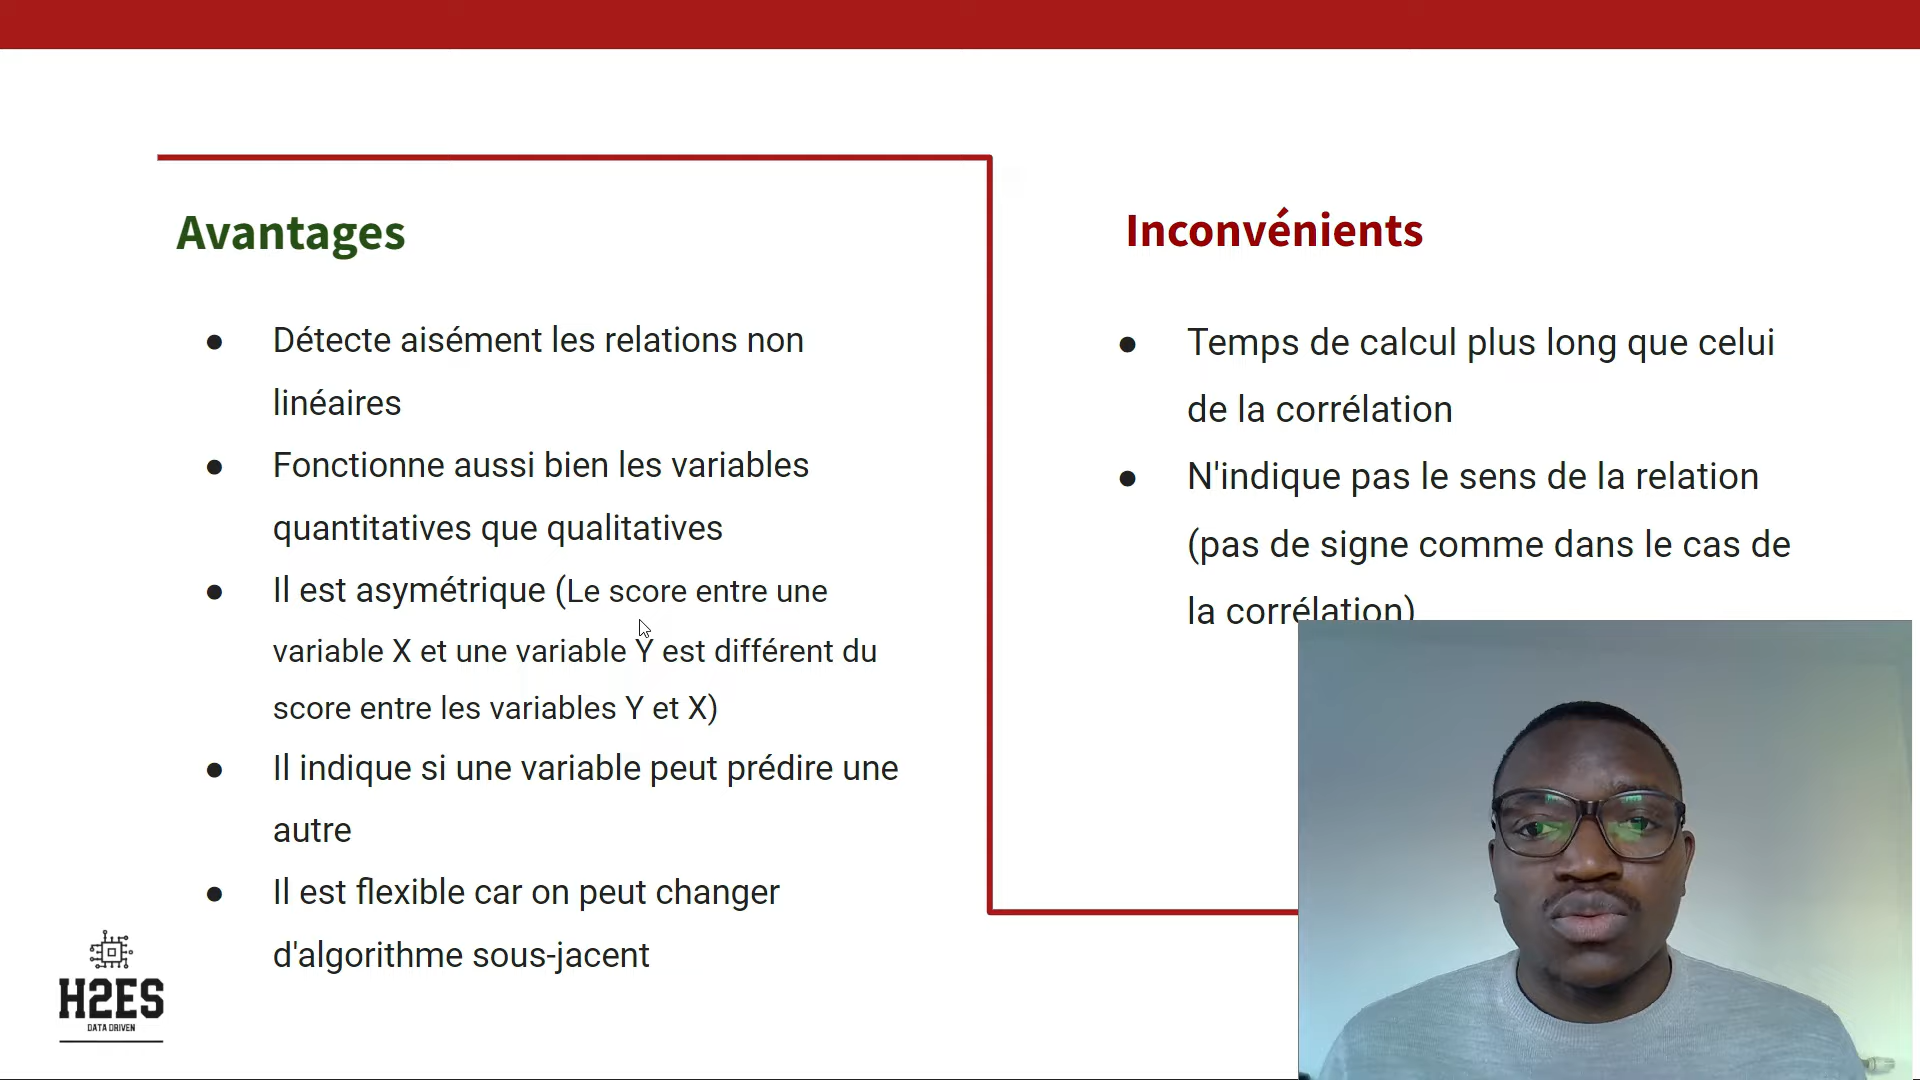 Avantages
Détecte aisément les relations non
linéaires
Fonctionne aussi bien les variables
quantitatives que qualitatives
Il est asymétrique (Le score entre une
variable X et une variable Y est différent du
score entre les variables Y et X)
Il indique si une variable peut prédire une
autre
Il est flexible car on peut changer
d'algorithme sous-jacent
Inconvénients
Temps de calcul plus long que celui
de la corrélation
N'indique pas le sens de la relation
(pas de signe comme dans le cas de
la corrélation)
H2ES
DATA DRIVEN